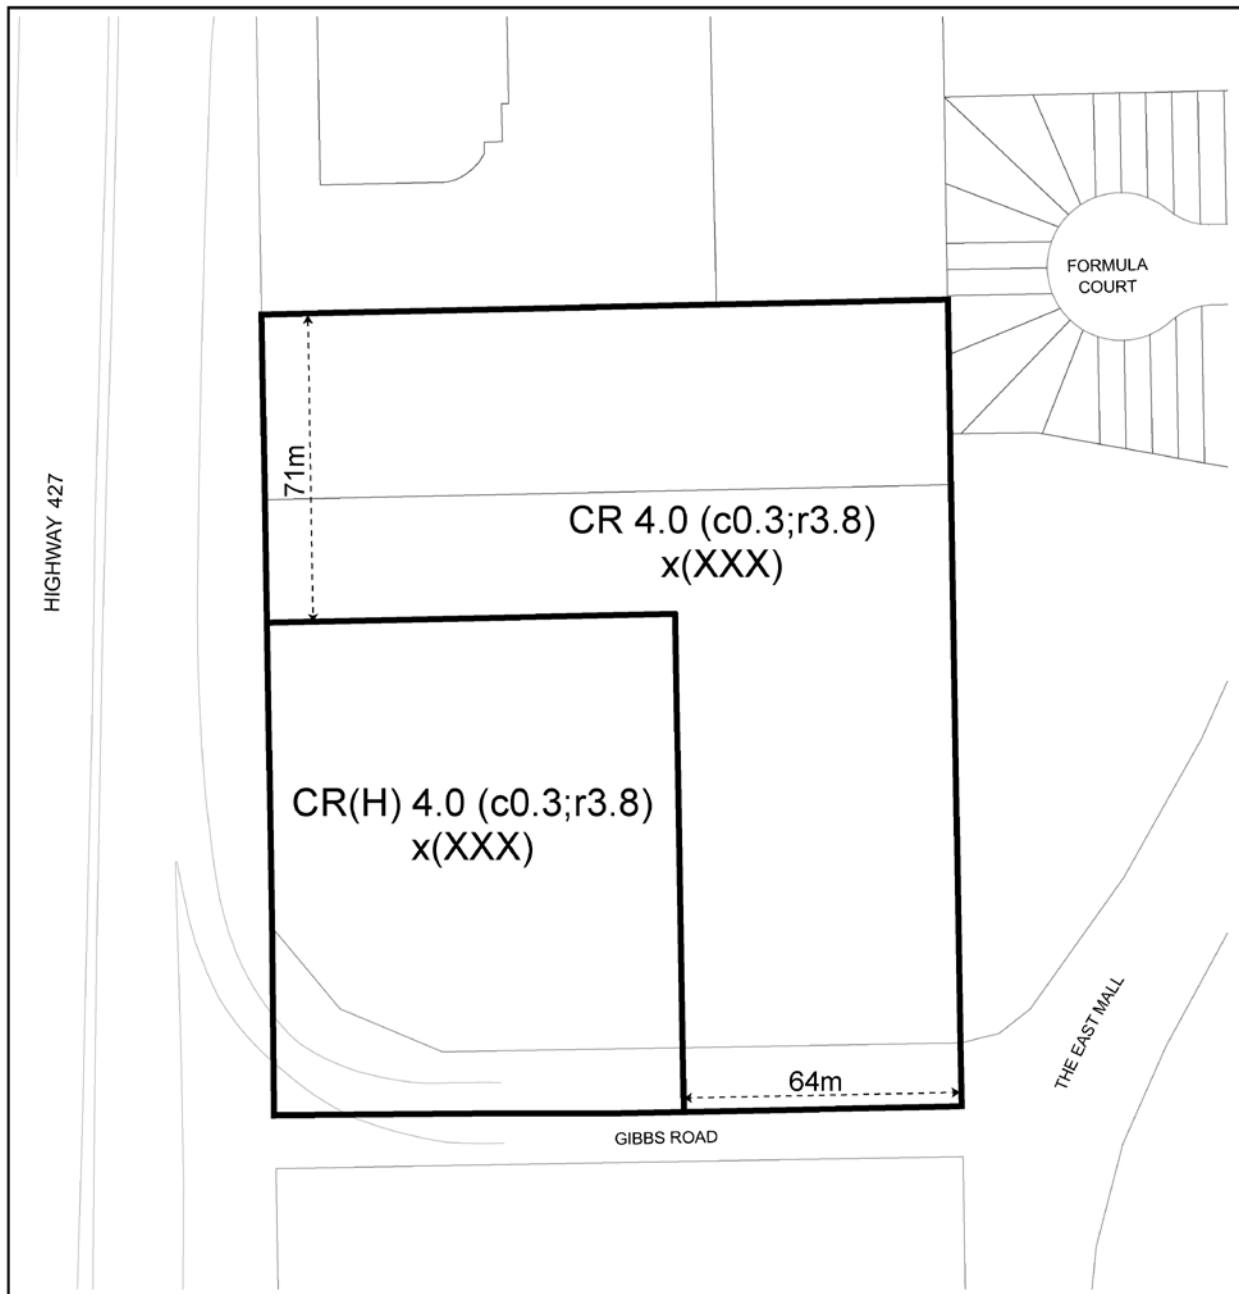 FORMULA
COURT
HIGHWAY 427
71m
CR 4.0 (c0.3;r3.8)
x(XXX)
CR(H) 4.0 (c0.3;r3.8)
x(XXX)
THE EAST MALL
64m
GIBBS ROAD